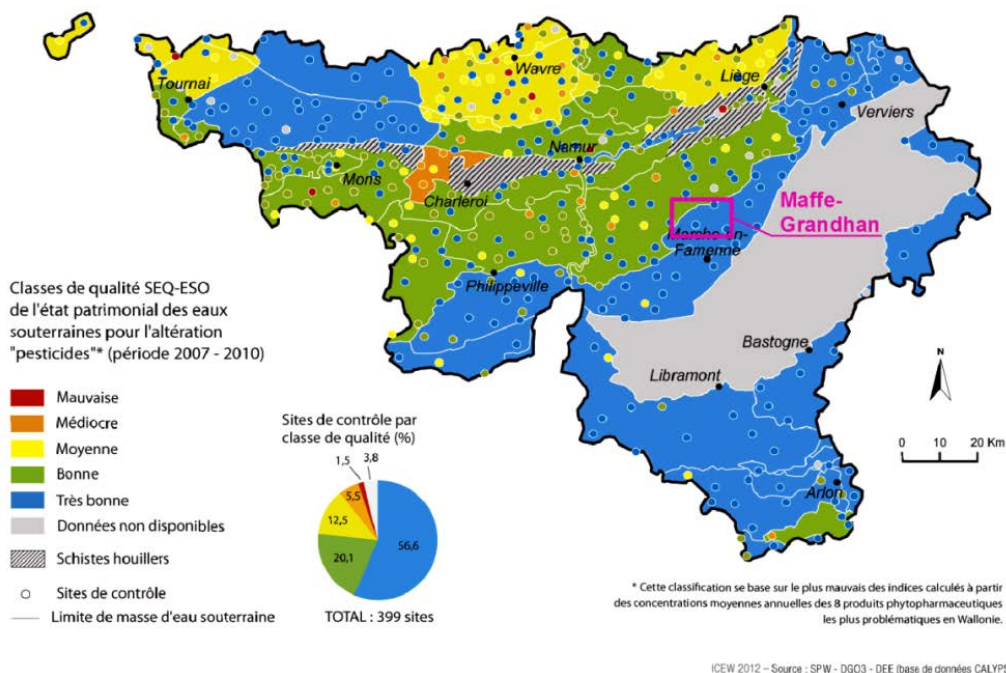 Tournai
Wavre
Liège
Verviers
Namur
Mons
Charleroi
Maffe-
Grandhan
Marche-en-
Famenne
Philippeville
Bastogne
Libramont
Arlon
N
0 10 20 Km
Classes de qualité SEQ-ESO
de l'état patrimonial des eaux
souterraines pour l'altération
"pesticides"* (période 2007 - 2010)
Mauvaise
Médiocre
Moyenne
Bonne
Très bonne
Données non disponibles
Schistes houillers
Sites de contrôle
Limite de masse d'eau souterraine
Sites de contrôle par
classe de qualité (%)
1,5
3,8
5,5
12,5
20,1
56,6
TOTAL : 399 sites
* Cette classification se base sur le plus mauvais des indices calculés à partir
des concentrations moyennes annuelles des 8 produits phytopharmaceutiques
les plus problématiques en Wallonie.
ICEW 2012 – Source : SPW - DGO3 - DEE (base de données CALYPS